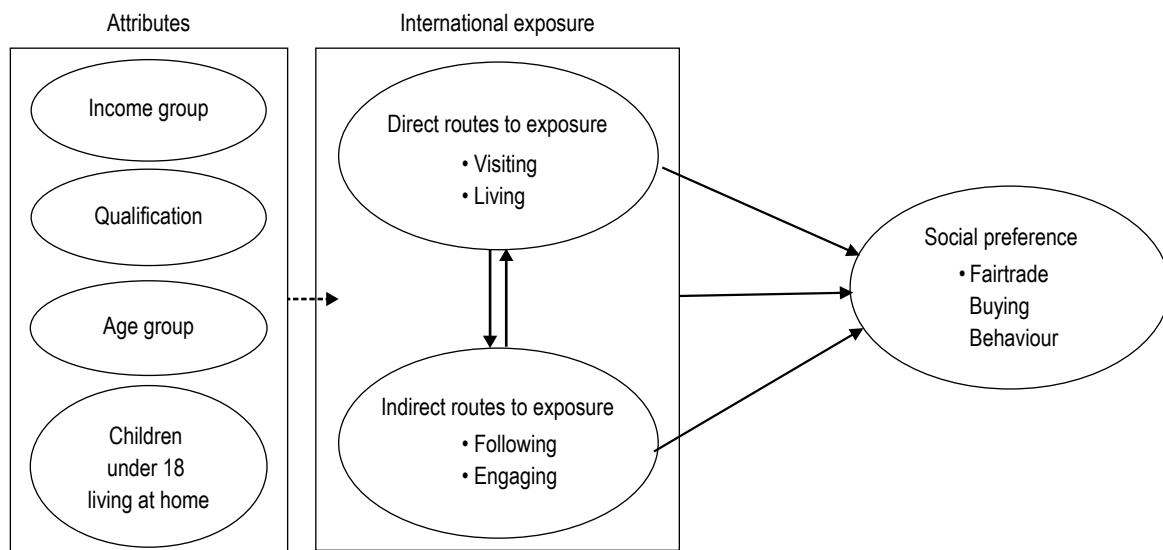 Attributes
Income group
Qualification
Age group
Children
under 18
living at home
International exposure
Direct routes to exposure
• Visiting
• Living
Indirect routes to exposure
• Following
• Engaging
Social preference
• Fairtrade
Buying
Behaviour